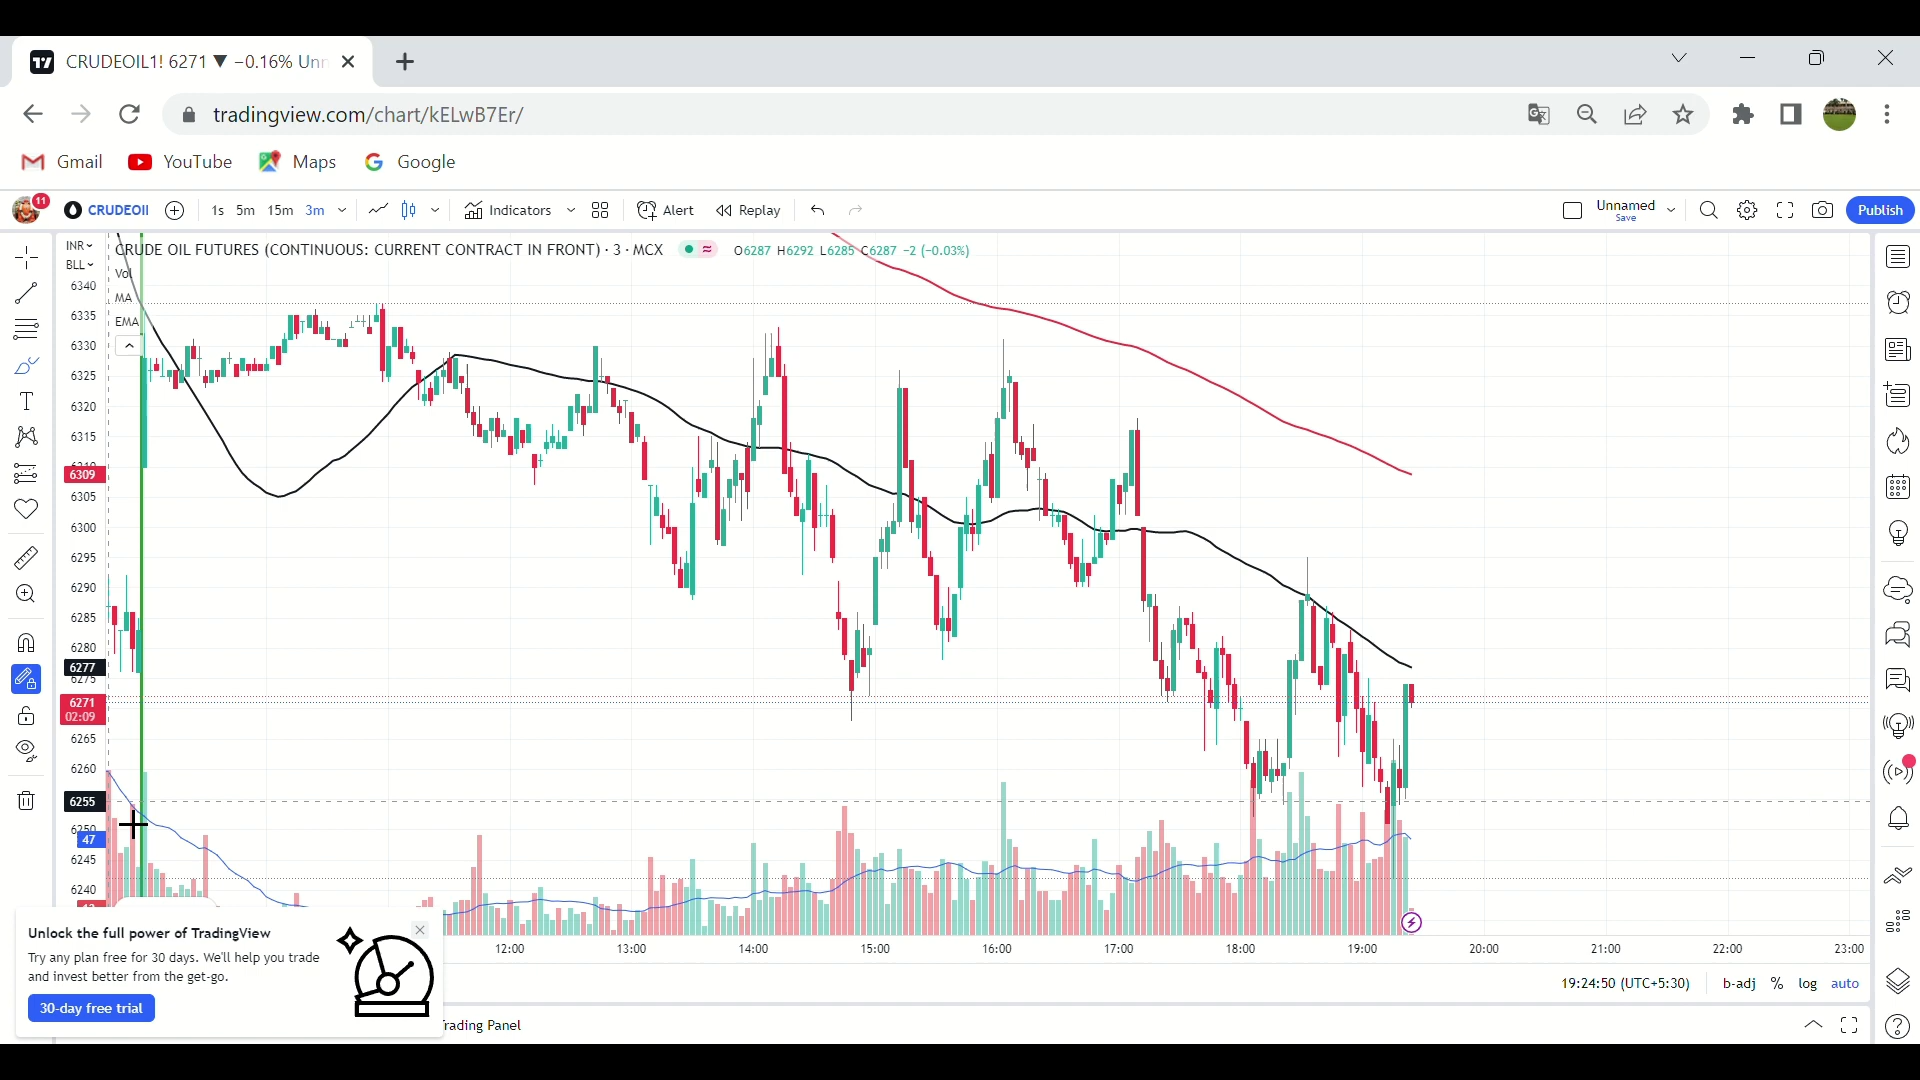 CRUDEOIL1! 6271 ▼ −0.16% Unn
tradingview.com/chart/kELwB7Er/
Gmail YouTube Maps Google
11 CRUDEOIl 1s 5m 15m 3m Indicators Alert Replay Unnamed Save Publish
INR
BLL
CRUDE OIL FUTURES (CONTINUOUS: CURRENT CONTRACT IN FRONT) · 3 · MCX O6287 H6292 L6285 C6287 −2 (−0.03%)
Vol
MA
EMA
6340
6335
6330
6325
6320
6315
6309
6305
6300
6295
6290
6285
6280
6277
6275
6271
02:09
6265
6260
6255
6250
47
6245
6240
12:00 13:00 14:00 15:00 16:00 17:00 18:00 19:00 20:00 21:00 22:00 23:00
Unlock the full power of TradingView
Try any plan free for 30 days. We'll help you trade
and invest better from the get-go.
30-day free trial
19:24:50 (UTC+5:30) b-adj % log auto
rading Panel